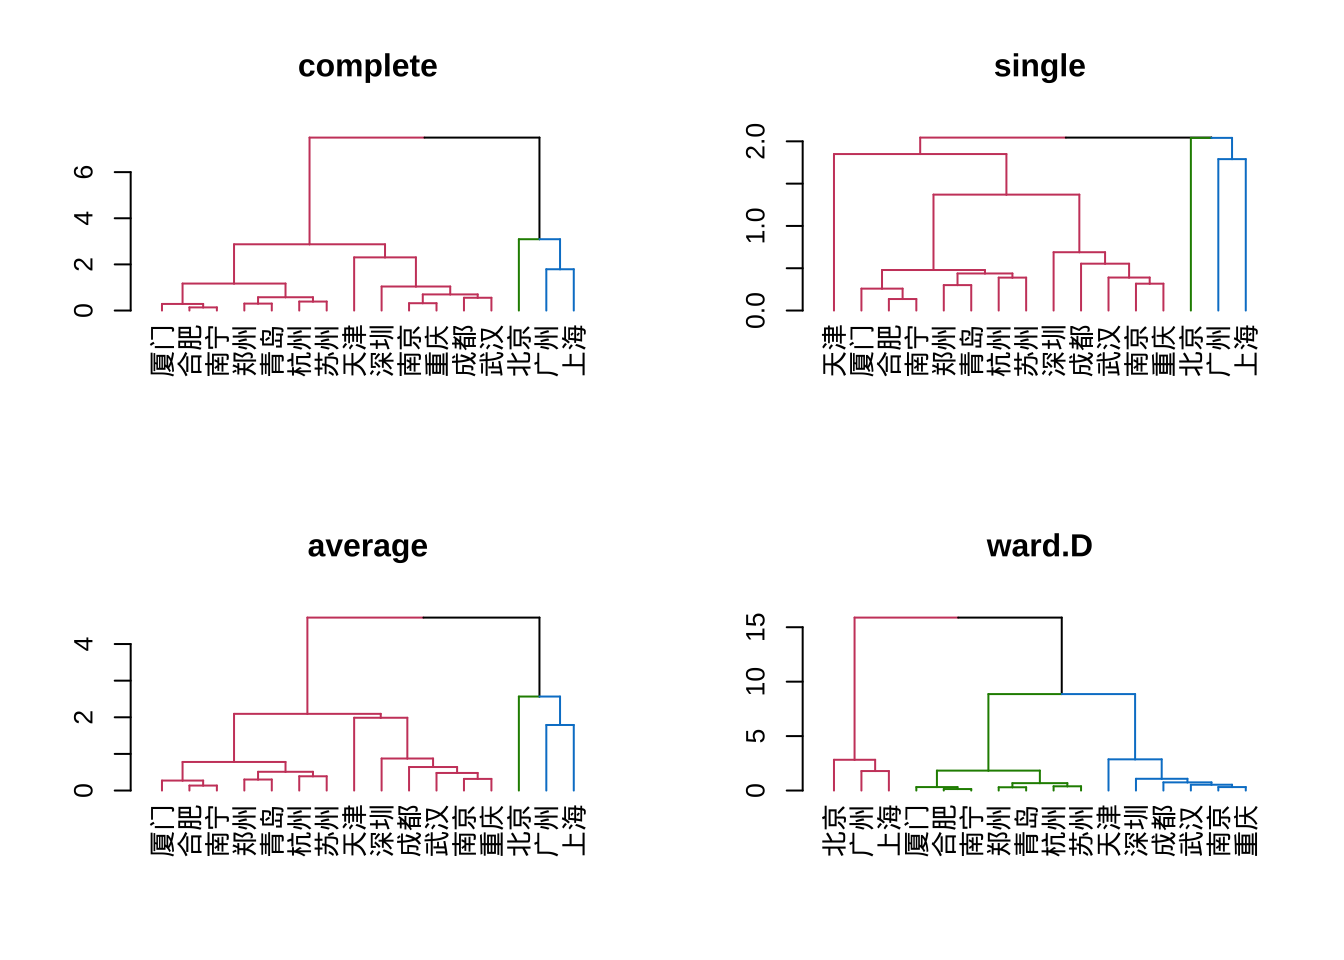 complete
6
4
2
0
厦门 合肥 南宁 郑州 青岛 杭州 苏州 天津 深圳 南京 重庆 成都 武汉 北京 广州 上海
single
2.0
1.0
0.0
天津 厦门 合肥 南宁 郑州 青岛 杭州 苏州 深圳 成都 武汉 南京 重庆 北京 广州 上海
average
4
2
0
厦门 合肥 南宁 郑州 青岛 杭州 苏州 天津 深圳 成都 武汉 南京 重庆 北京 广州 上海
ward.D
15
10
5
0
北京 广州 上海 厦门 合肥 南宁 郑州 青岛 杭州 苏州 天津 深圳 成都 武汉 南京 重庆